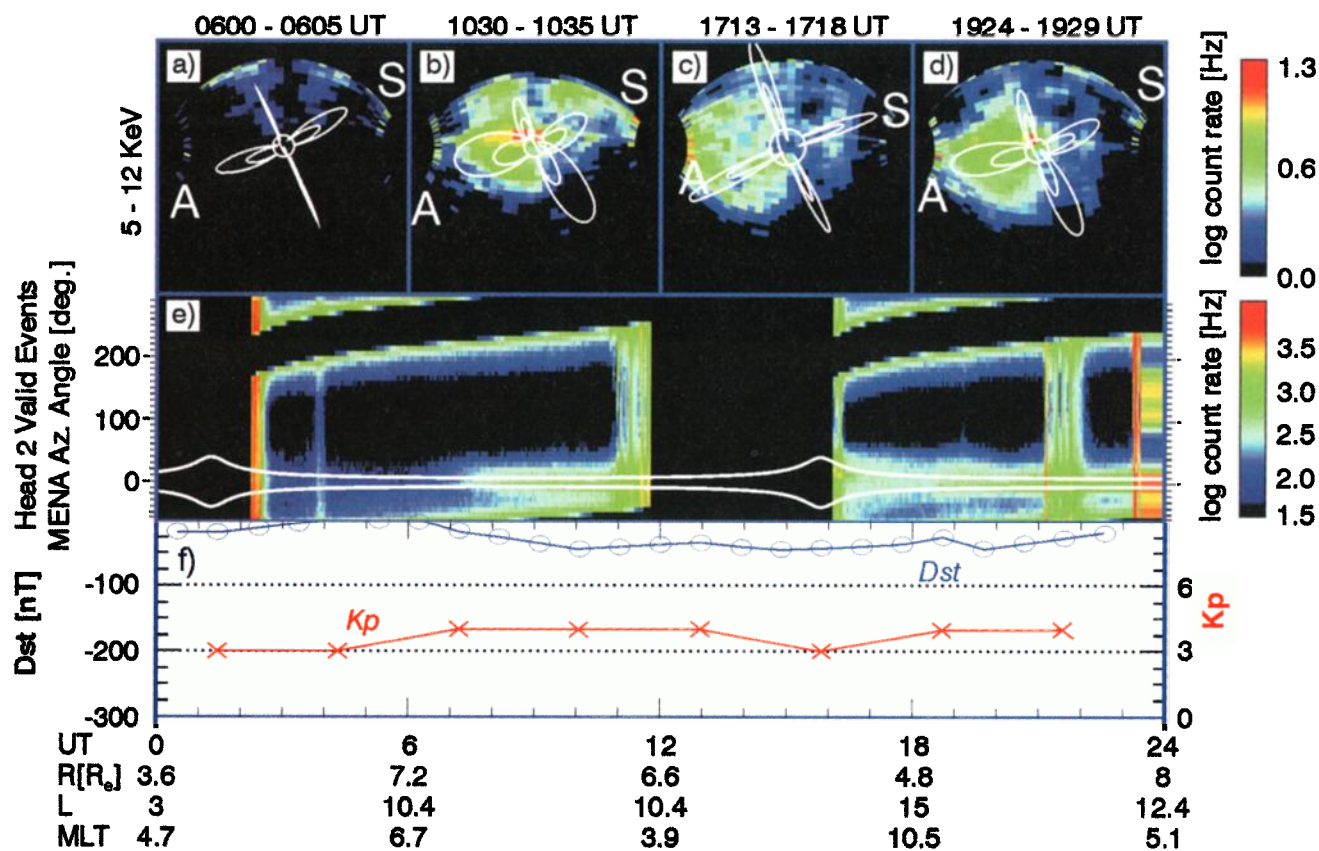 0600 - 0605 UT 1030 - 1035 UT 1713 - 1718 UT 1924 - 1929 UT
a) b) c) d)
S S S S
A A A A
5 - 12 KeV
log count rate [Hz]
1.3
0.6
0.0
e)
Head 2 Valid Events
MENA Az. Angle [deg.]
200
100
0
log count rate [Hz]
3.5
3.0
2.5
2.0
1.5
f)
Dst
Kp
Dst [nT]
-100
-200
-300
Kp
6
3
0
UT 0 6 12 18 24
R[Re] 3.6 7.2 6.6 4.8 8
L 3 10.4 10.4 15 12.4
MLT 4.7 6.7 3.9 10.5 5.1